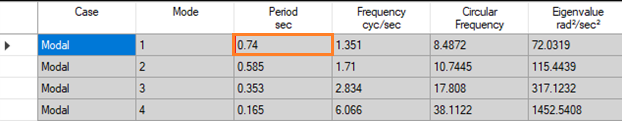 Case Mode Period sec Frequency cyc/sec Circular Frequency Eigenvalue rad²/sec²
Modal 1 0.74 1.351 8.4872 72.0319
Modal 2 0.585 1.71 10.7445 115.4439
Modal 3 0.353 2.834 17.808 317.1232
Modal 4 0.165 6.066 38.1122 1452.5408